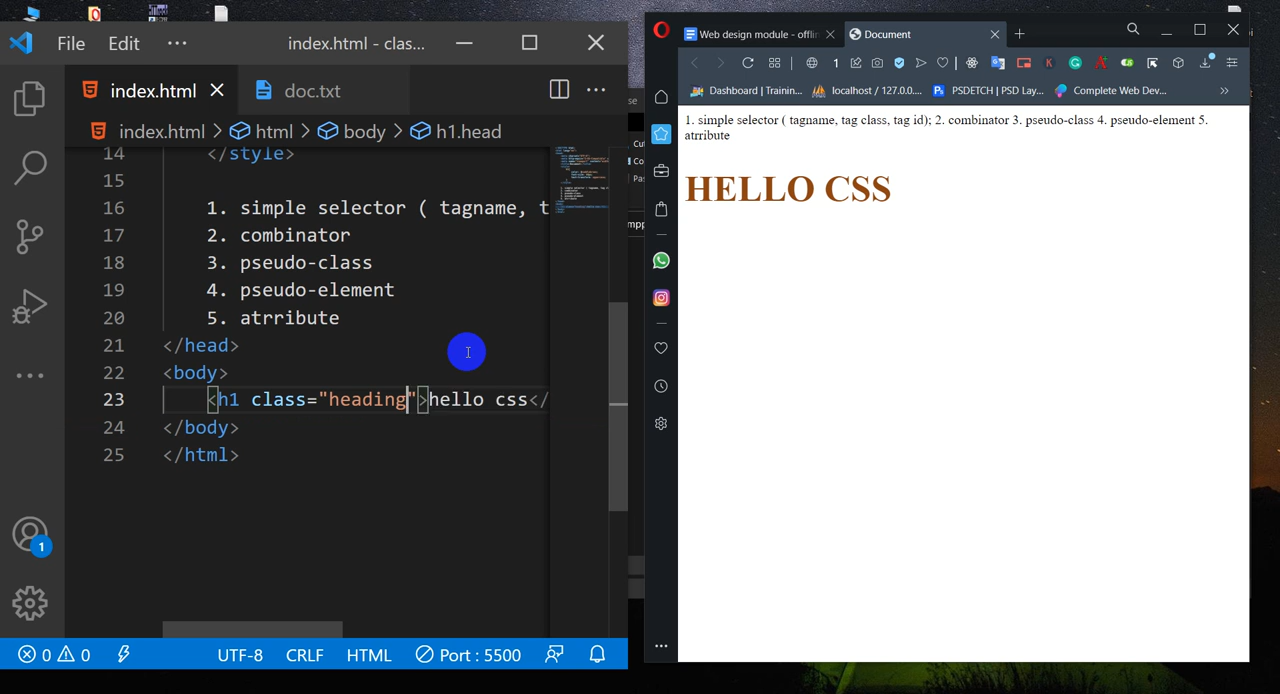 File Edit ... index.html - clas...
index.html doc.txt
index.html > html > body > h1.head
14 </style>
15
16 1. simple selector ( tagname, t
17 2. combinator
18 3. pseudo-class
19 4. pseudo-element
20 5. atrribute
21 </head>
22 <body>
23 <h1 class="heading">hello css</
24 </body>
25 </html>
1
0 0 UTF-8 CRLF HTML Port : 5500
Web design module - offlin Document
1
Dashboard | Trainin... localhost / 127.0.0.... PSDETCH | PSD Lay... Complete Web Dev...
1. simple selector ( tagname, tag class, tag id); 2. combinator 3. pseudo-class 4. pseudo-element 5.
atrribute
HELLO CSS